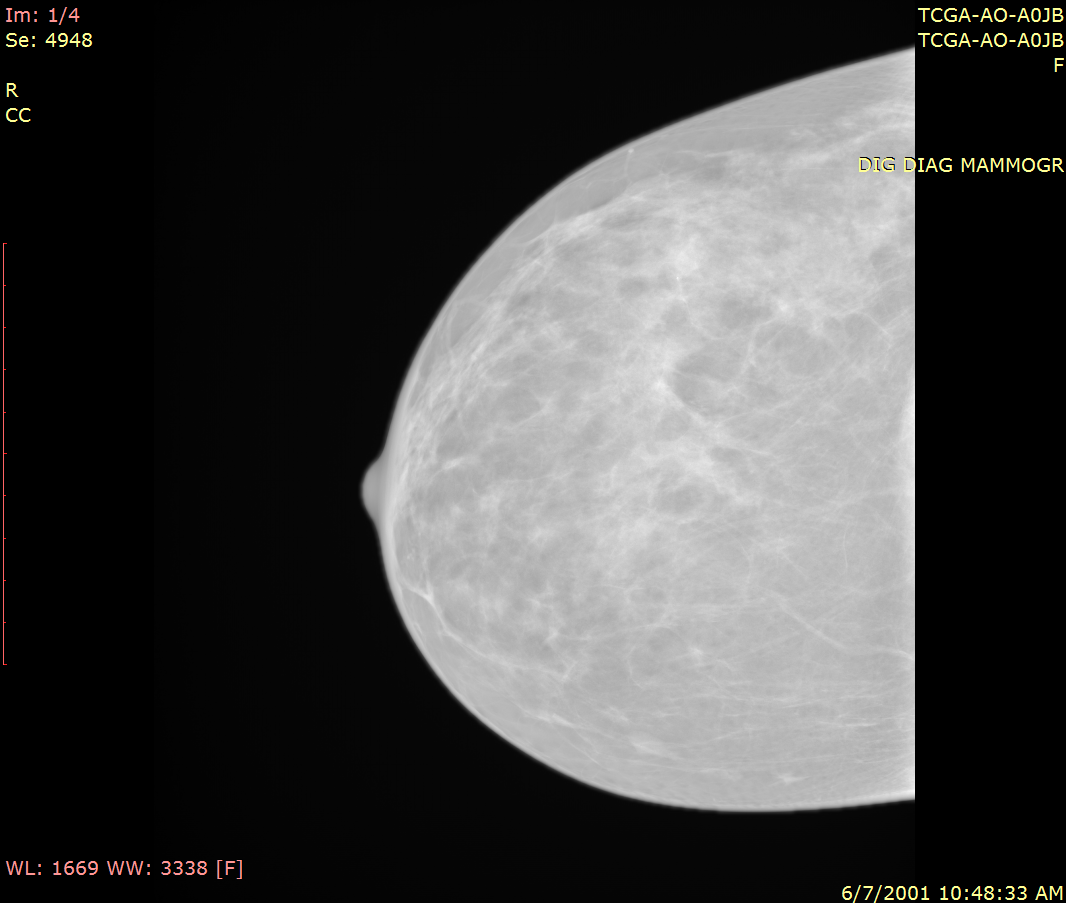 Im: 1/4
Se: 4948
R
CC
TCGA-AO-A0JB
TCGA-AO-A0JB
F
DIG DIAG MAMMOGR
WL: 1669 WW: 3338 [F]
6/7/2001 10:48:33 AM